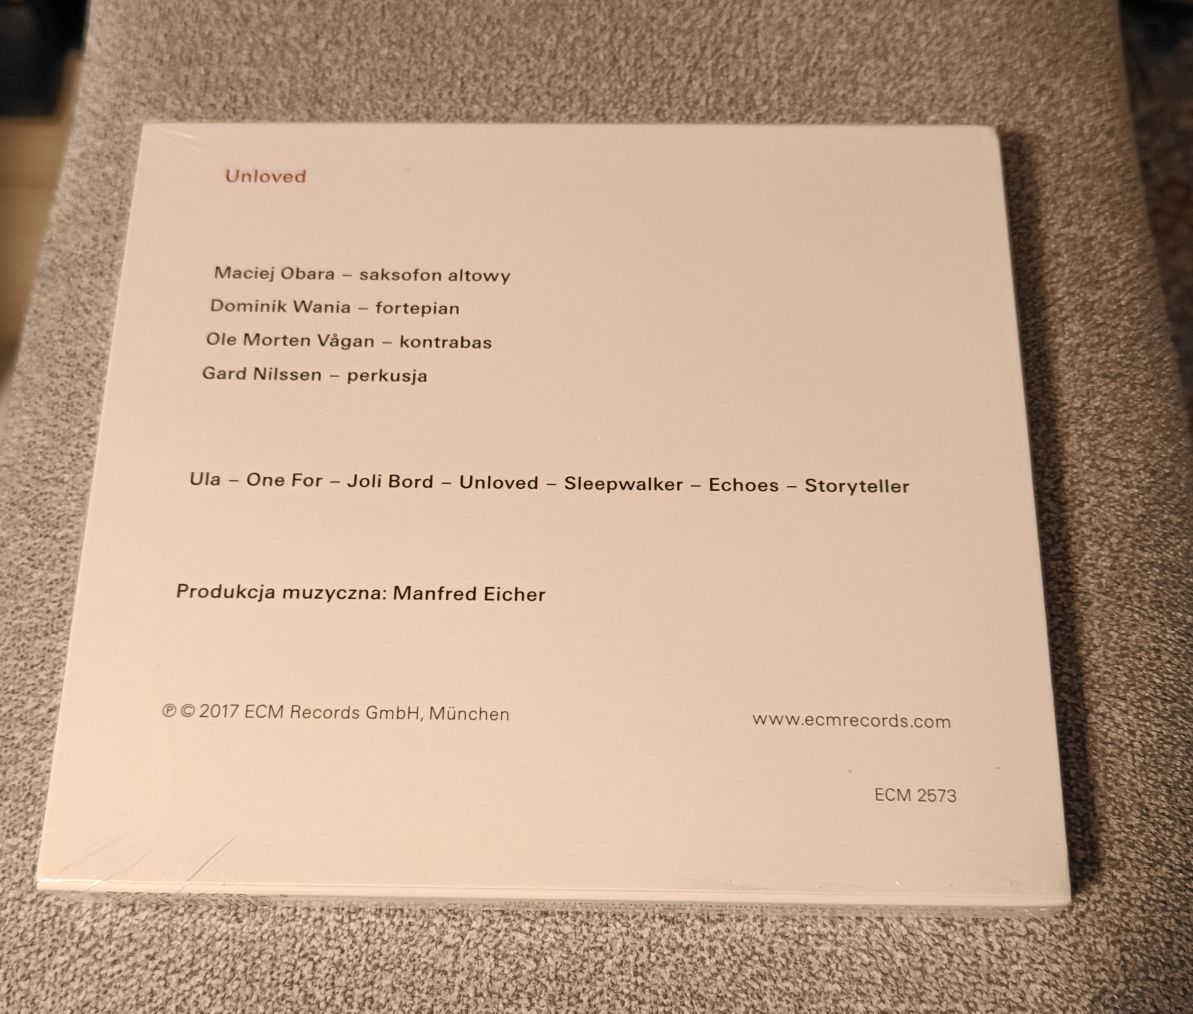 Unloved
Maciej Obara – saksofon altowy
Dominik Wania – fortepian
Ole Morten Vågan – kontrabas
Gard Nilssen – perkusja
Ula – One For – Joli Bord – Unloved – Sleepwalker – Echoes – Storyteller
Produkcja muzyczna: Manfred Eicher
℗ © 2017 ECM Records GmbH, München
www.ecmrecords.com
ECM 2573